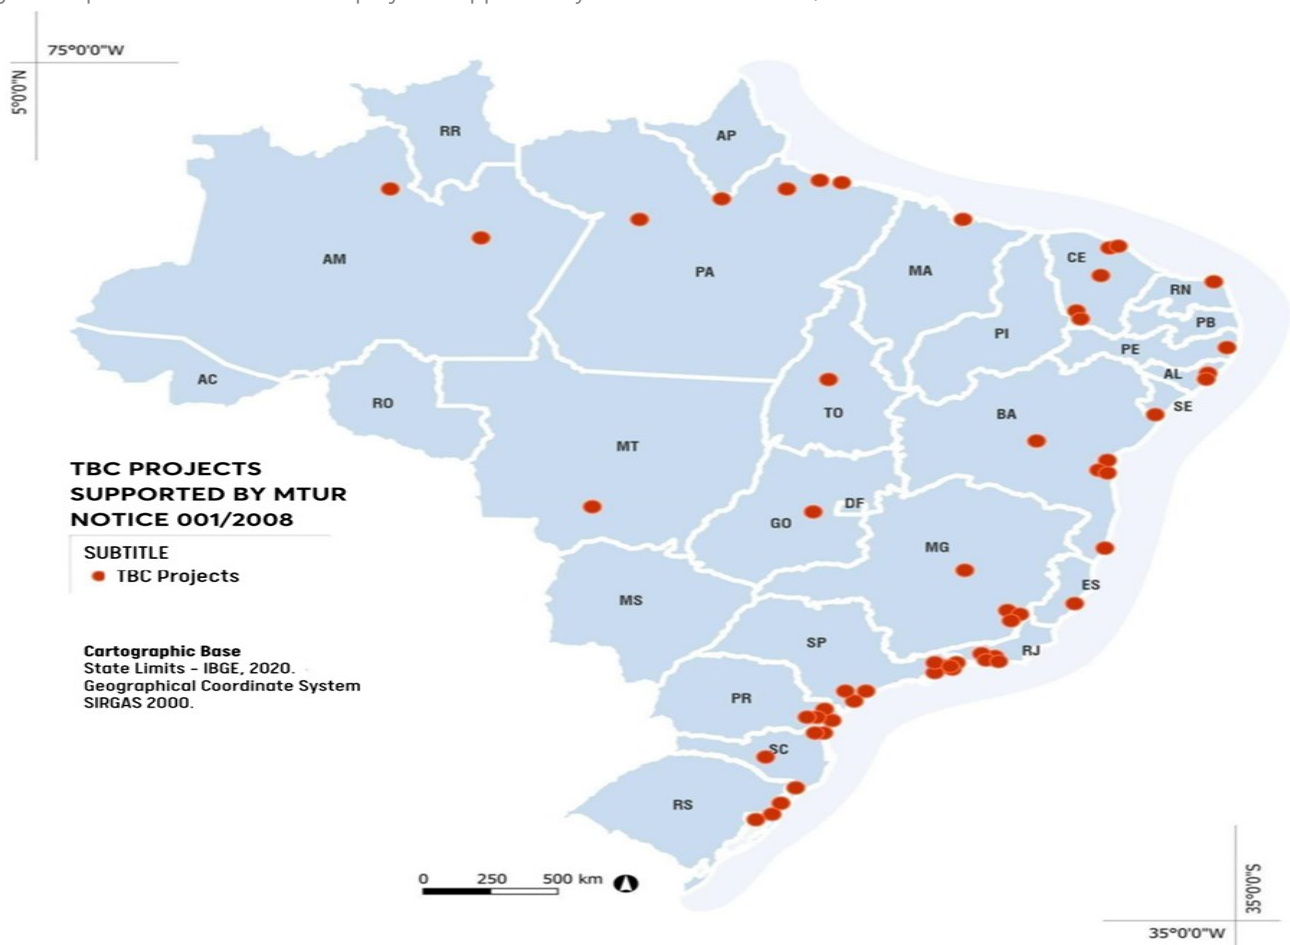 75°0'0"W
5°0'0"N
RR
AP
AM
PA
MA
CE
RN
PB
PI
PE
AL
SE
AC
RO
TO
BA
MT
DF
GO
MG
ES
MS
SP
RJ
PR
SC
RS
TBC PROJECTS
SUPPORTED BY MTUR
NOTICE 001/2008
SUBTITLE
TBC Projects
Cartographic Base
State Limits – IBGE, 2020.
Geographical Coordinate System
SIRGAS 2000.
0 250 500 km
35°0'0"S
35°0'0"W